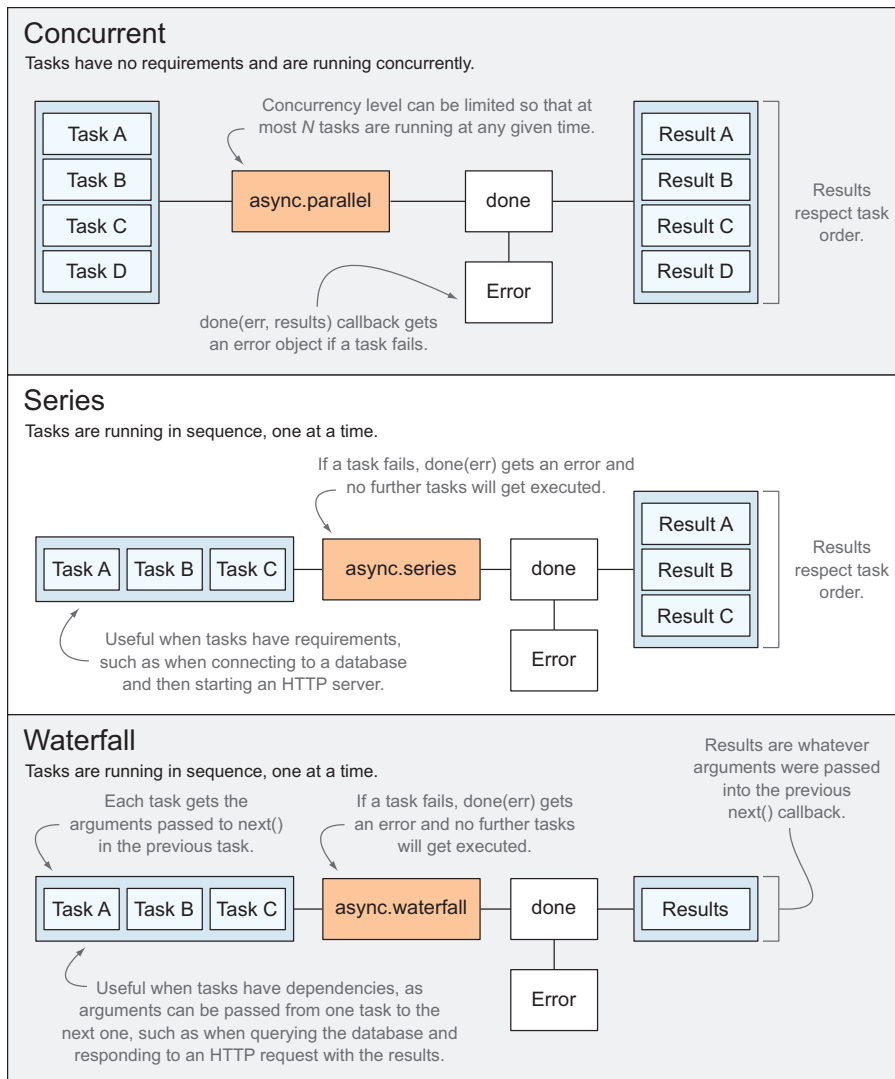 Concurrent
Tasks have no requirements and are running concurrently.
Concurrency level can be limited so that at
most N tasks are running at any given time.
Task A
Task B
Task C
Task D
async.parallel
done
Error
done(err, results) callback gets
an error object if a task fails.
Result A
Result B
Result C
Result D
Results
respect task
order.
Series
Tasks are running in sequence, one at a time.
If a task fails, done(err) gets an error and
no further tasks will get executed.
Task A
Task B
Task C
async.series
done
Error
Useful when tasks have requirements,
such as when connecting to a database
and then starting an HTTP server.
Result A
Result B
Result C
Results
respect task
order.
Waterfall
Tasks are running in sequence, one at a time.
Each task gets the
arguments passed to next()
in the previous task.
If a task fails, done(err) gets
an error and no further tasks
will get executed.
Results are whatever
arguments were passed
into the previous
next() callback.
Task A
Task B
Task C
async.waterfall
done
Error
Results
Useful when tasks have dependencies, as
arguments can be passed from one task to the
next one, such as when querying the database and
responding to an HTTP request with the results.